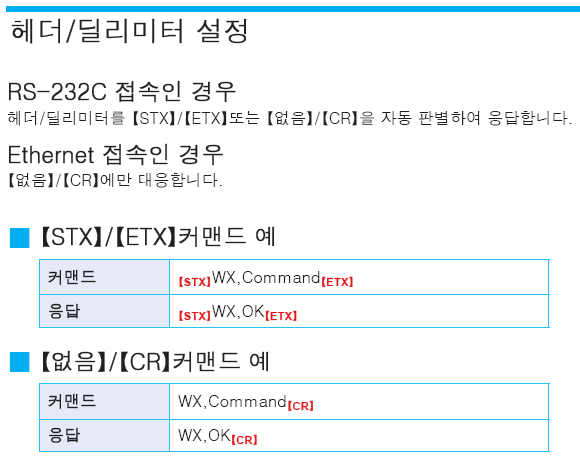 헤더/딜리미터 설정
RS-232C 접속인 경우
헤더/딜리미터를 【STX】/【ETX】또는 【없음】/【CR】을 자동 판별하여 응답합니다.
Ethernet 접속인 경우
【없음】/【CR】에만 대응합니다.
【STX】/【ETX】커맨드 예
커맨드 【STX】WX,Command【ETX】
응답 【STX】WX,OK【ETX】
【없음】/【CR】커맨드 예
커맨드 WX,Command【CR】
응답 WX,OK【CR】